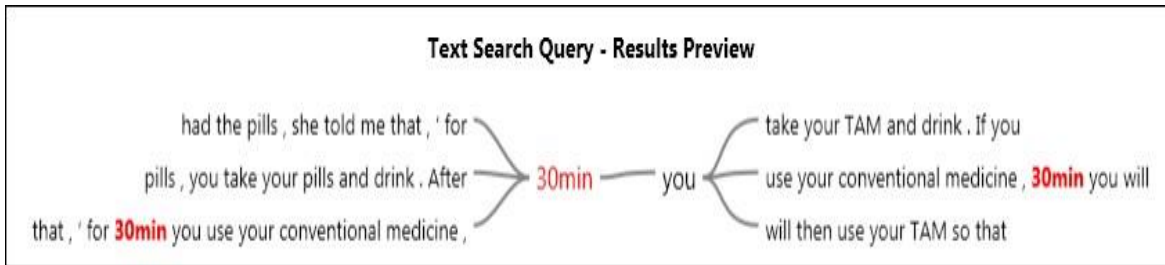 Text Search Query - Results Preview
had the pills , she told me that , ' for
take your TAM and drink . If you
pills , you take your pills and drink . After
30min
you
use your conventional medicine , 30min you will
that , ' for 30min you use your conventional medicine ,
will then use your TAM so that